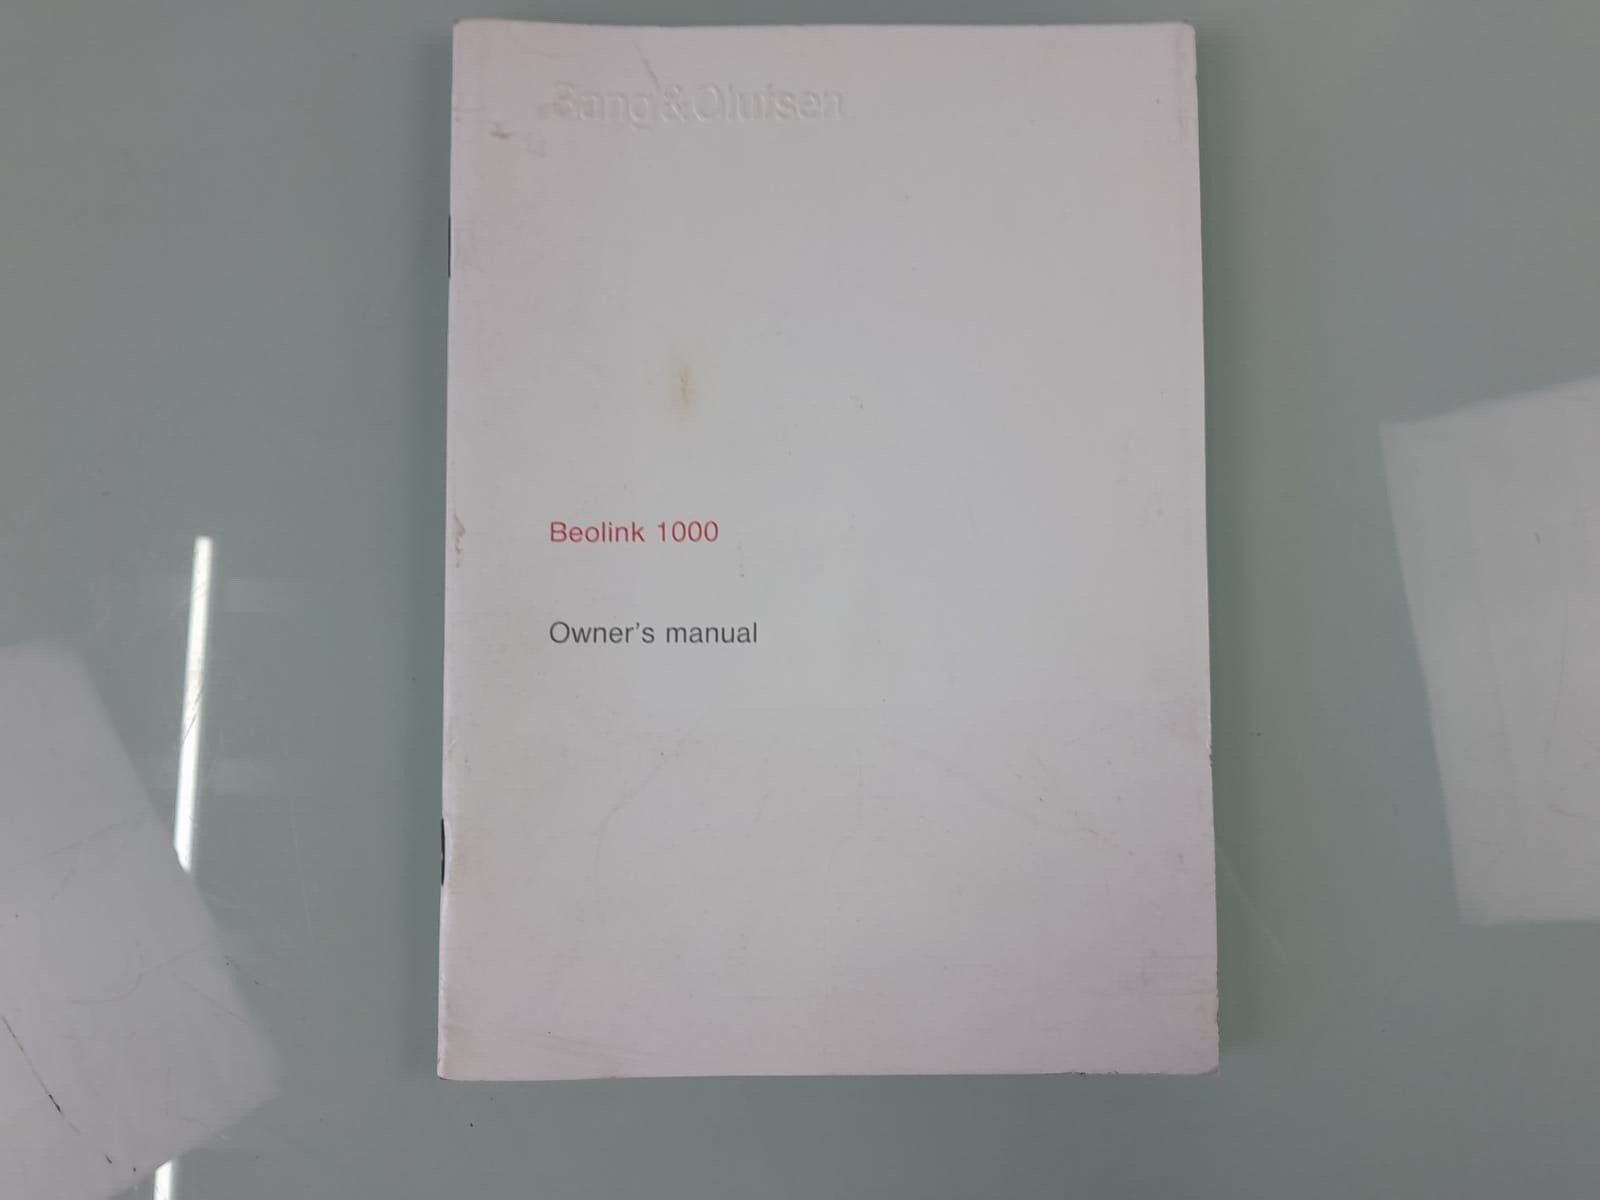 Bang & Olufsen
Beolink 1000
Owner's manual